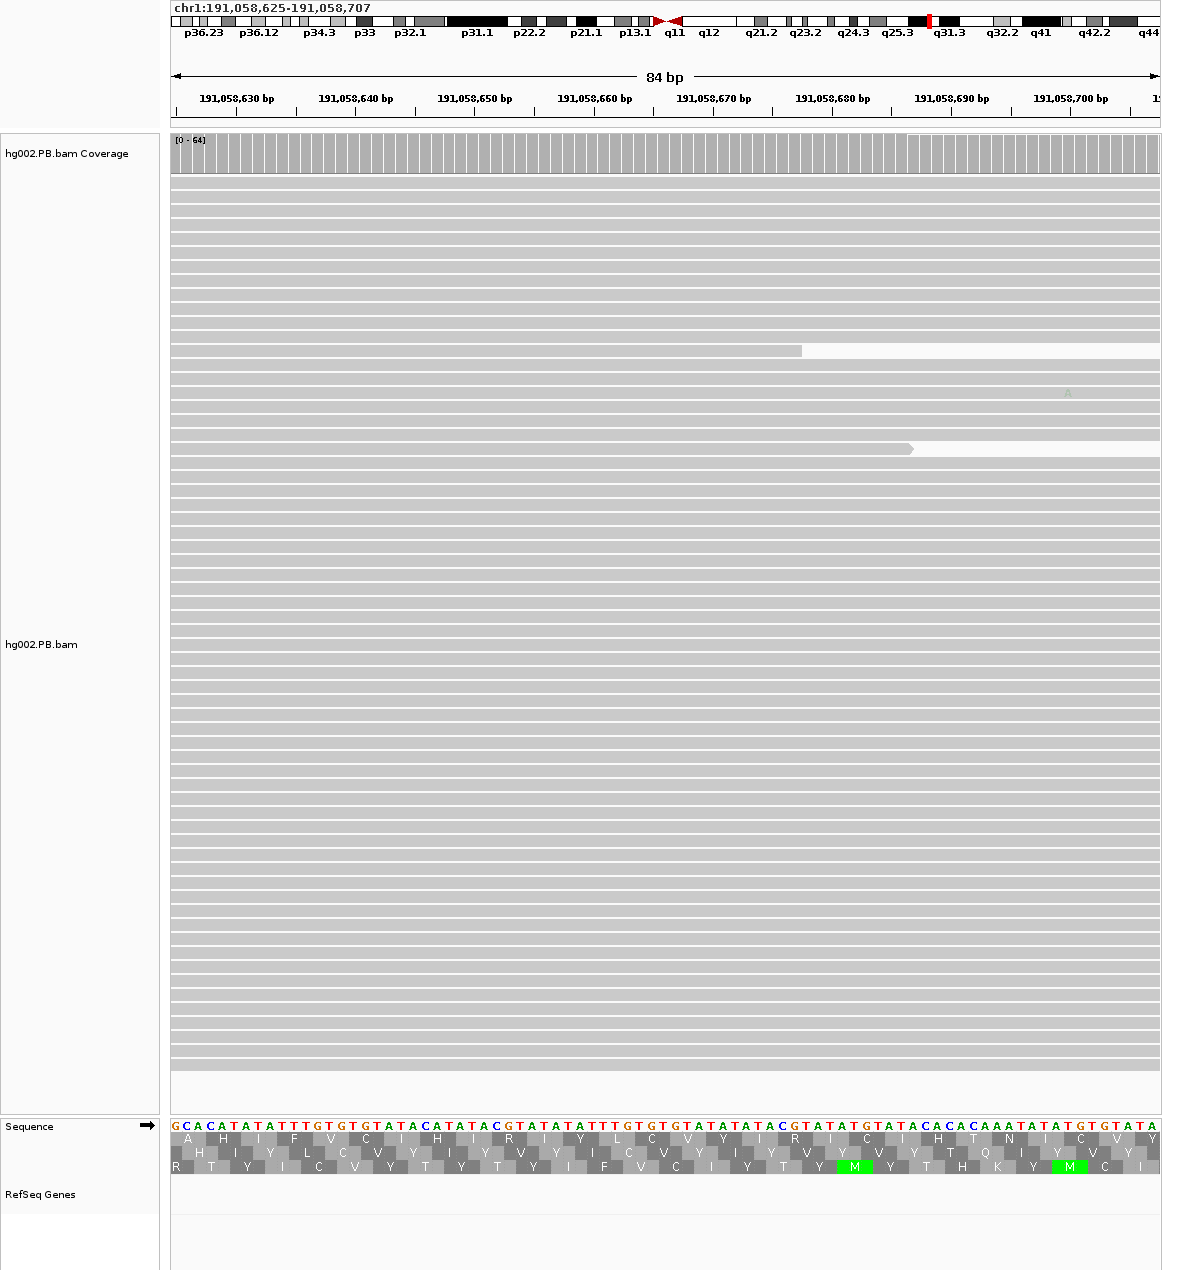 chr1:191,058,625-191,058,707
p36.23 p36.12 p34.3 p33 p32.1 p31.1 p22.2 p21.1 p13.1 q11 q12 q21.2 q23.2 q24.3 q25.3 q31.3 q32.2 q41 q42.2 q44
84 bp
191,058,630 bp 191,058,640 bp 191,058,650 bp 191,058,660 bp 191,058,670 bp 191,058,680 bp 191,058,690 bp 191,058,700 bp
[0 - 64]
hg002.PB.bam Coverage
A
hg002.PB.bam
Sequence
G C A C A T A T A T T T G T G T G T A T A C A T A T A C G T A T A T A T T T G T G T G T A T A T A T A C G T A T A T G T A T A C A C A C A A A T A T A T G T G T A T A
A H I F V C I H I R I Y L C V Y I R I C I H T N I C V Y
H I Y L C V Y I Y V Y I C V Y I Y V Y V Y T Q I Y V Y
R T Y I C V Y T Y T Y I F V C I Y T Y M Y T H K Y M C I
RefSeq Genes